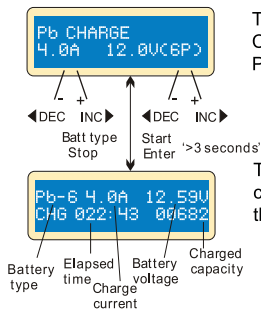 Pb CHARGE
4.0A 12.0V(6P)
- +
- +
◀DEC INC▶
◀DEC INC▶
Batt type
Stop
Start
Enter
'>3 seconds'
Pb-6 4.0A 12.59V
CHG 022:43 00682
Battery
type
Elapsed
time
Charge
current
Battery
voltage
Charged
capacity
T
C
P
T
c
th